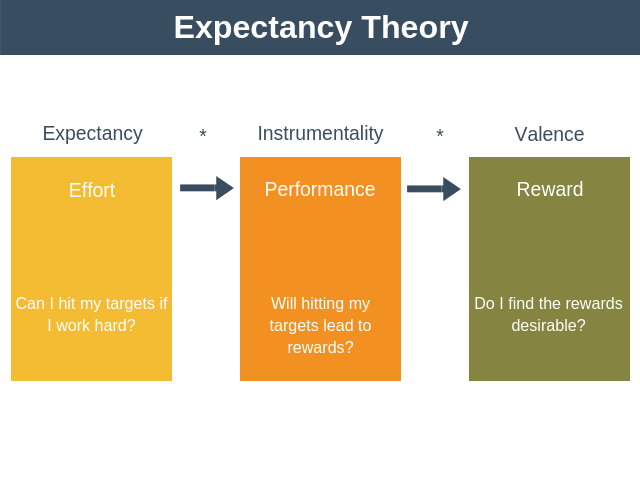 Expectancy Theory
Expectancy * Instrumentality * Valence
Effort
Can I hit my targets if
I work hard?
Performance
Will hitting my
targets lead to
rewards?
Reward
Do I find the rewards
desirable?